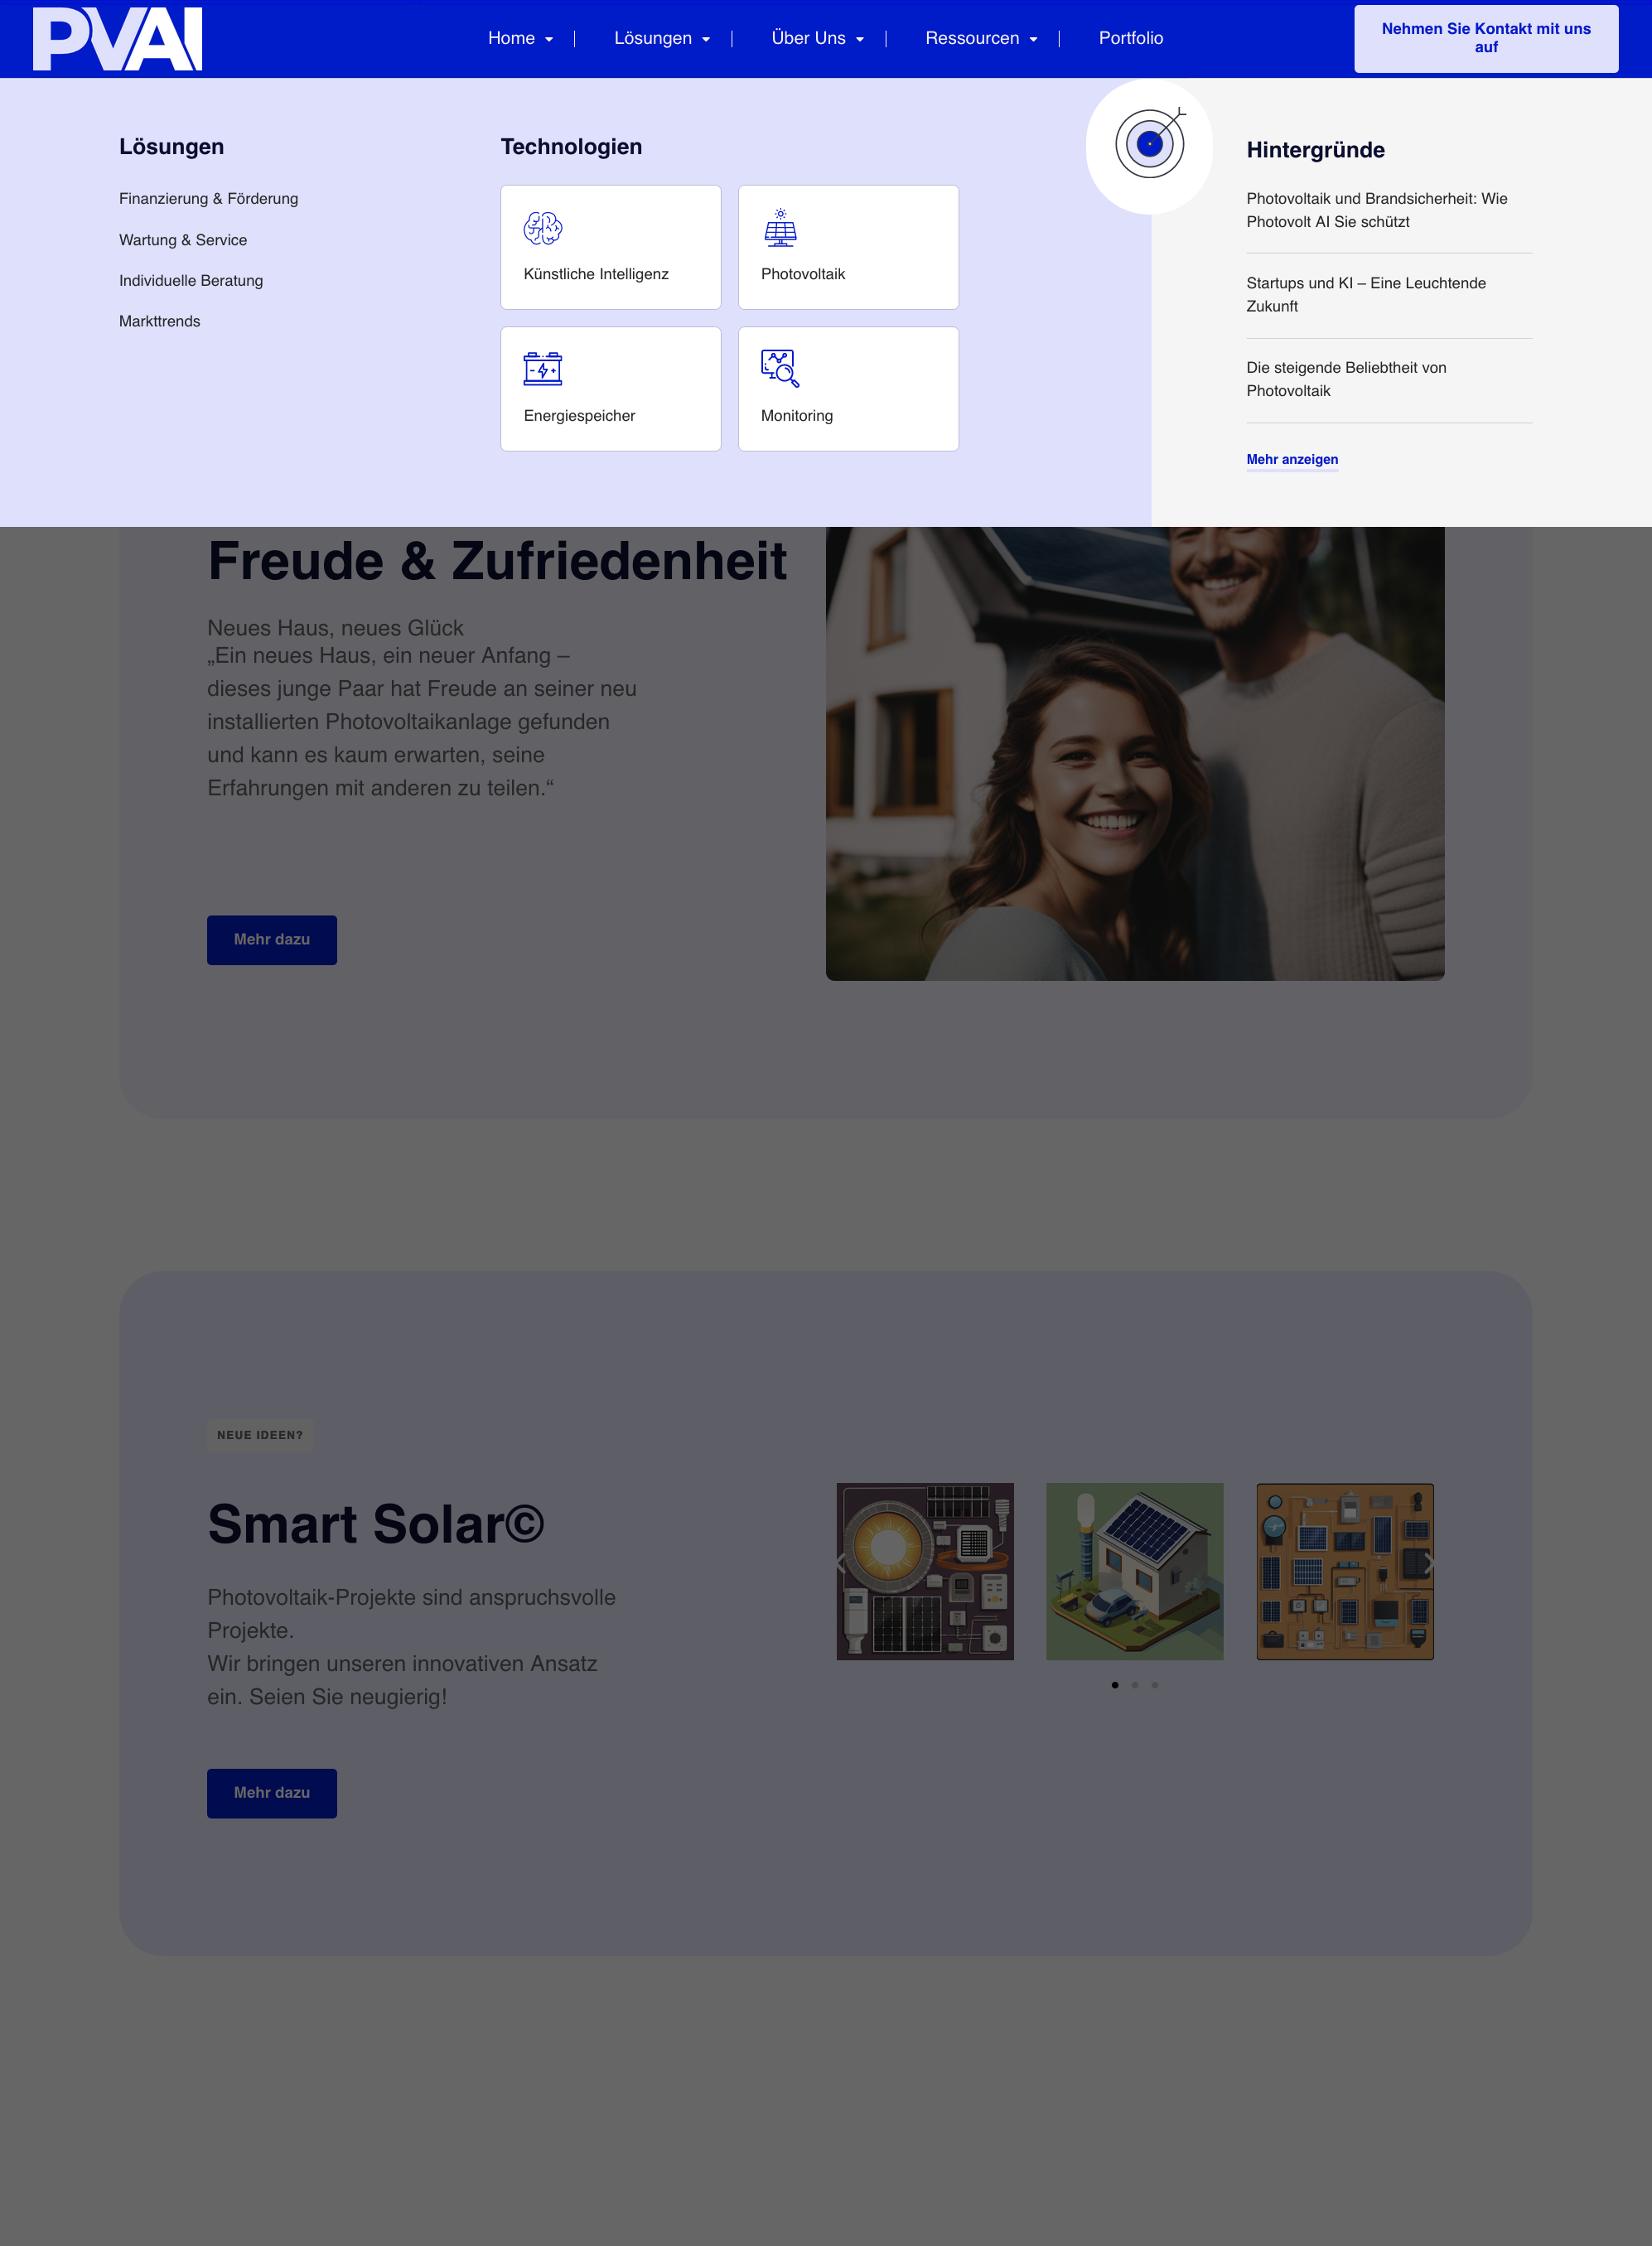 PVAI
Home
Lösungen
Über Uns
Ressourcen
Portfolio
Nehmen Sie Kontakt mit uns
auf
Lösungen
Finanzierung & Förderung
Wartung & Service
Individuelle Beratung
Markttrends
Technologien
Künstliche Intelligenz
Photovoltaik
Energiespeicher
Monitoring
Hintergründe
Photovoltaik und Brandsicherheit: Wie
Photovolt AI Sie schützt
Startups und KI – Eine Leuchtende
Zukunft
Die steigende Beliebtheit von
Photovoltaik
Mehr anzeigen
Freude & Zufriedenheit
Neues Haus, neues Glück
„Ein neues Haus, ein neuer Anfang –
dieses junge Paar hat Freude an seiner neu
installierten Photovoltaikanlage gefunden
und kann es kaum erwarten, seine
Erfahrungen mit anderen zu teilen.“
Mehr dazu
NEUE IDEEN?
Smart Solar©
Photovoltaik-Projekte sind anspruchsvolle
Projekte.
Wir bringen unseren innovativen Ansatz
ein. Seien Sie neugierig!
Mehr dazu